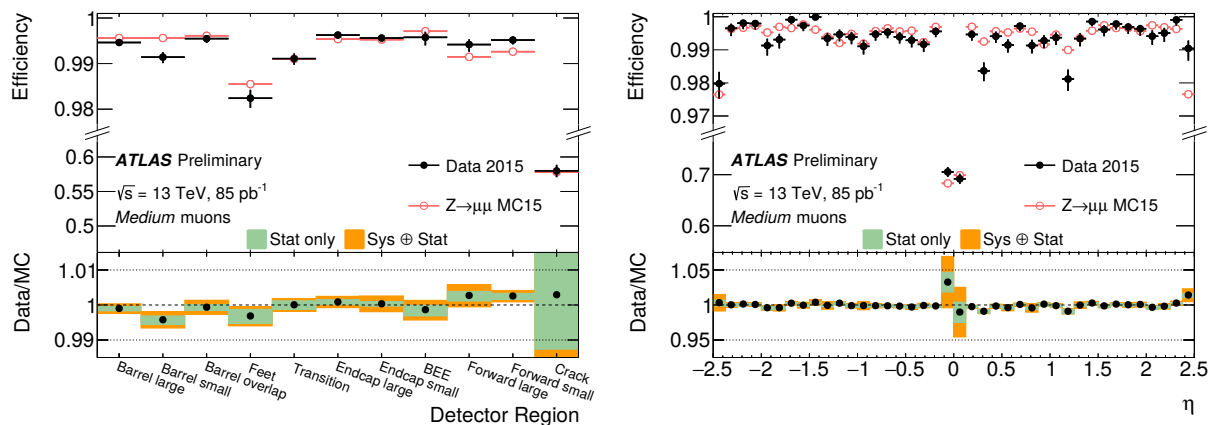 Efficiency
1
0.99
0.98
0.6
0.55
0.5
ATLAS Preliminary
√s = 13 TeV, 85 pb⁻¹
Medium muons
Data 2015
Z→μμ MC15
Stat only
Sys ⊕ Stat
Data/MC
1.01
1
0.99
Barrel large
Barrel small
Barrel overlap
Feet
Transition
Endcap large
Endcap small
BEE
Forward large
Forward small
Crack
Detector Region
Efficiency
1
0.99
0.98
0.97
0.7
0.6
ATLAS Preliminary
√s = 13 TeV, 85 pb⁻¹
Medium muons
Data 2015
Z→μμ MC15
Stat only
Sys ⊕ Stat
Data/MC
1.05
1
0.95
−2.5 −2 −1.5 −1 −0.5 0 0.5 1 1.5 2 2.5
η